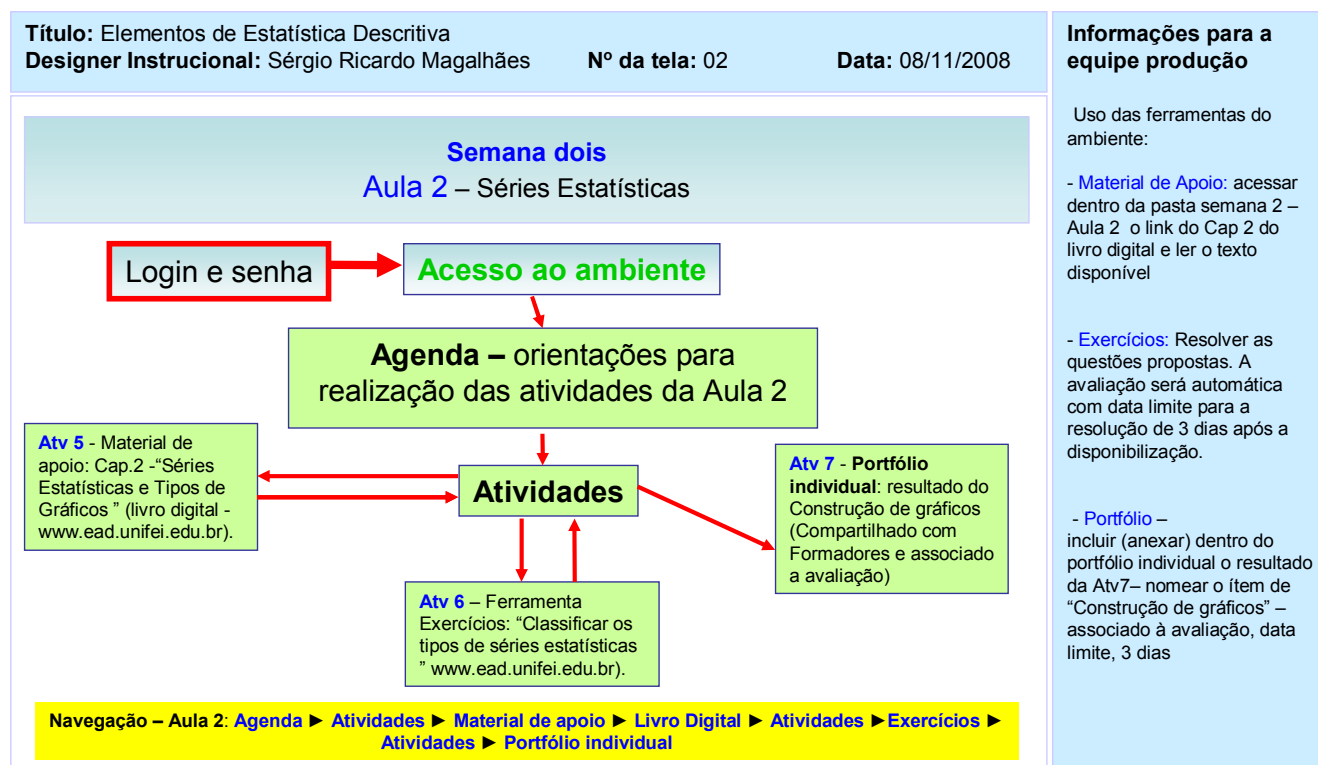 Título: Elementos de Estatística Descritiva
Designer Instrucional: Sérgio Ricardo Magalhães Nº da tela: 02 Data: 08/11/2008
Semana dois
Aula 2 – Séries Estatísticas
Login e senha
Acesso ao ambiente
Agenda – orientações para
realização das atividades da Aula 2
Atv 5 - Material de
apoio: Cap.2 -“Séries
Estatísticas e Tipos de
Gráficos ” (livro digital -
www.ead.unifei.edu.br).
Atividades
Atv 7 - Portfólio
individual: resultado do
Construção de gráficos
(Compartilhado com
Formadores e associado
a avaliação)
Atv 6 – Ferramenta
Exercícios: “Classificar os
tipos de séries estatísticas
” www.ead.unifei.edu.br).
Navegação – Aula 2: Agenda ► Atividades ► Material de apoio ► Livro Digital ► Atividades ►Exercícios ►
Atividades ► Portfólio individual
Informações para a
equipe produção
Uso das ferramentas do
ambiente:
- Material de Apoio: acessar
dentro da pasta semana 2 –
Aula 2 o link do Cap 2 do
livro digital e ler o texto
disponível
- Exercícios: Resolver as
questões propostas. A
avaliação será automática
com data limite para a
resolução de 3 dias após a
disponibilização.
- Portfólio –
incluir (anexar) dentro do
portfólio individual o resultado
da Atv7– nomear o ítem de
“Construção de gráficos” –
associado à avaliação, data
limite, 3 dias